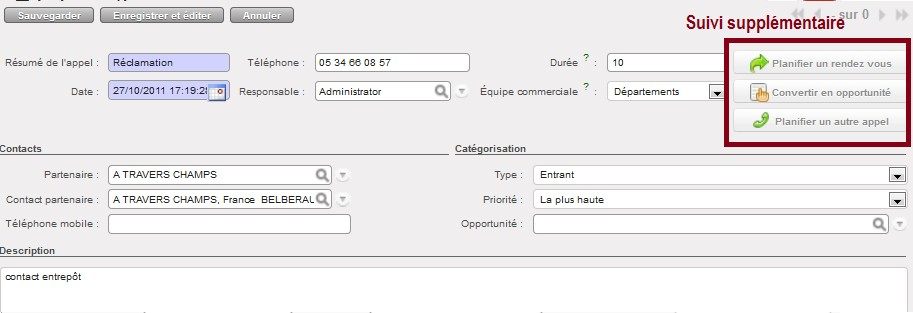 Sauvegarder Enregistrer et éditer Annuler - sur 0
Suivi supplémentaire
Résumé de l'appel : Réclamation Téléphone : 05 34 66 08 57 Durée ? : 10 Planifier un rendez vous
Date : 27/10/2011 17:19:28 Responsable : Administrator Équipe commerciale ? : Départements Convertir en opportunité
Planifier un autre appel
Contacts Catégorisation
Partenaire : A TRAVERS CHAMPS Type : Entrant
Contact partenaire : A TRAVERS CHAMPS, France BELBERAU Priorité : La plus haute
Téléphone mobile : Opportunité :
Description
contact entrepôt